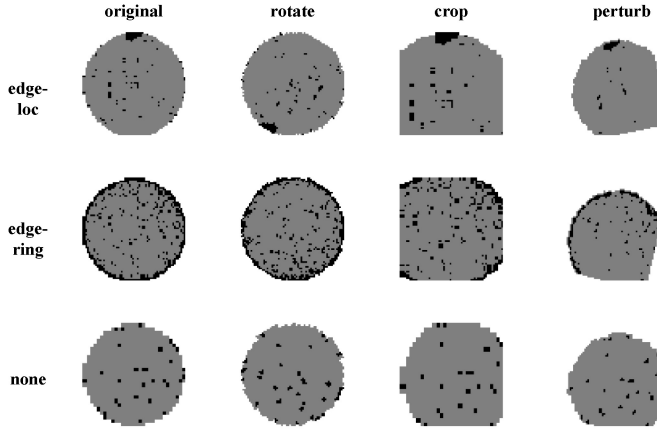 original rotate crop perturb
edge-
loc
edge-
ring
none